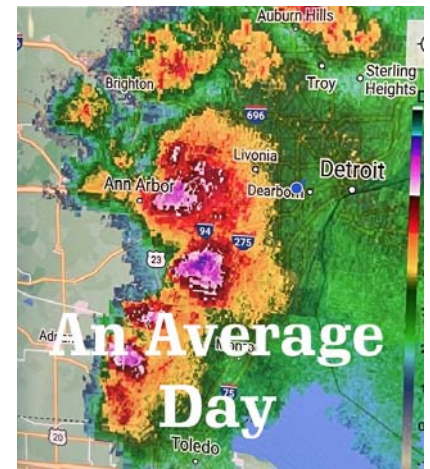 Auburn Hills
Brighton
Troy
Sterling
Heights
696
Livonia
Detroit
Ann Arbor
Dearborn
94
275
23
An Average
Day
75
20
Toledo